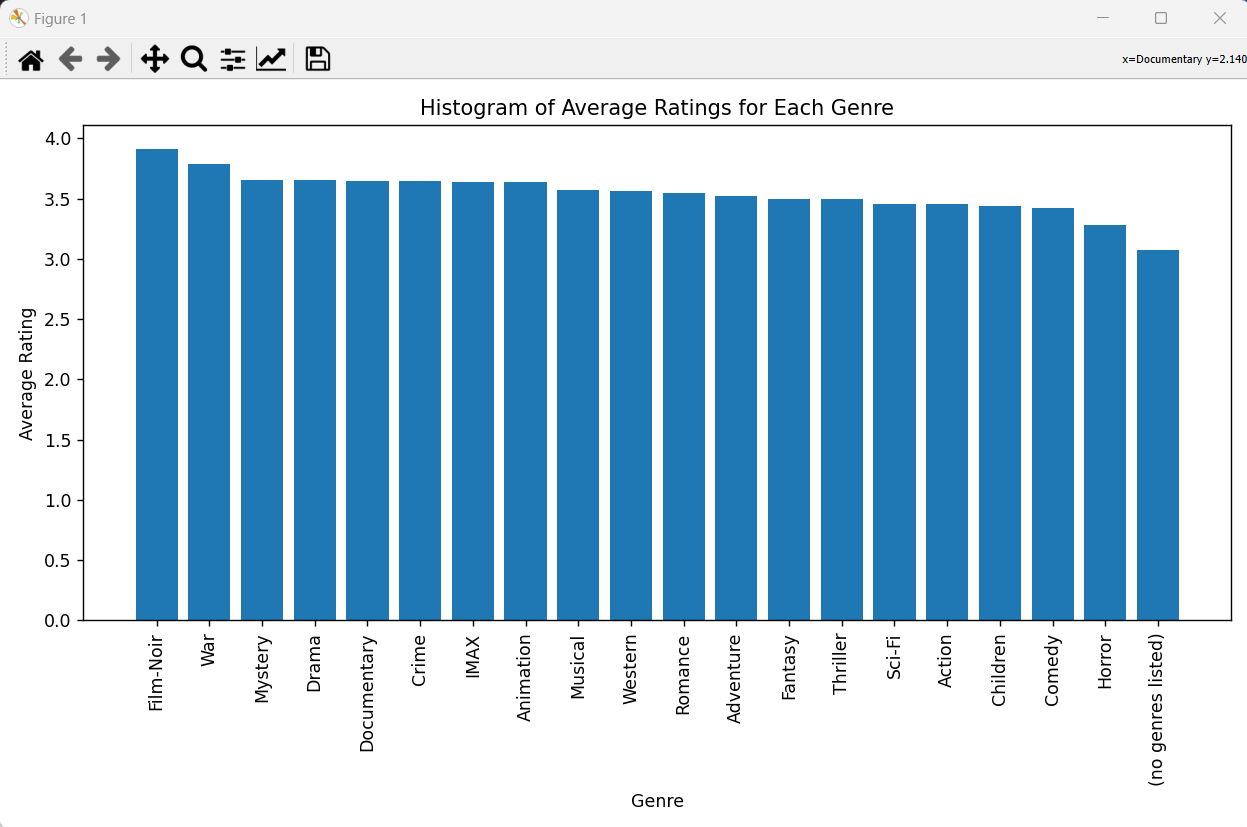 Figure 1
x=Documentary y=2.140
Histogram of Average Ratings for Each Genre
4.0
3.5
3.0
2.5
2.0
1.5
1.0
0.5
0.0
Average Rating
Film-Noir
War
Mystery
Drama
Documentary
Crime
IMAX
Animation
Musical
Western
Romance
Adventure
Fantasy
Thriller
Sci-Fi
Action
Children
Comedy
Horror
(no genres listed)
Genre